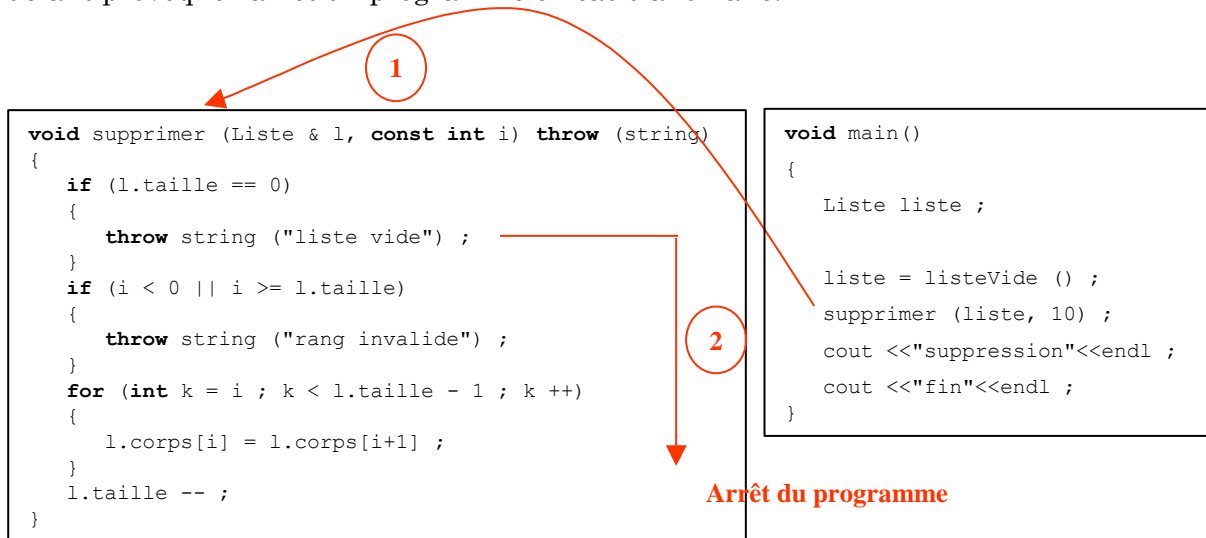 1
void supprimer (Liste & l, const int i) throw (string)
{
if (l.taille == 0)
{
throw string ("liste vide") ;
}
if (i < 0 || i >= l.taille)
{
throw string ("rang invalide") ;
}
for (int k = i ; k < l.taille - 1 ; k ++)
{
l.corps[i] = l.corps[i+1] ;
}
l.taille -- ;
}
2
void main()
{
Liste liste ;
liste = listeVide () ;
supprimer (liste, 10) ;
cout <<"suppression"<<endl ;
cout <<"fin"<<endl ;
}
Arrêt du programme